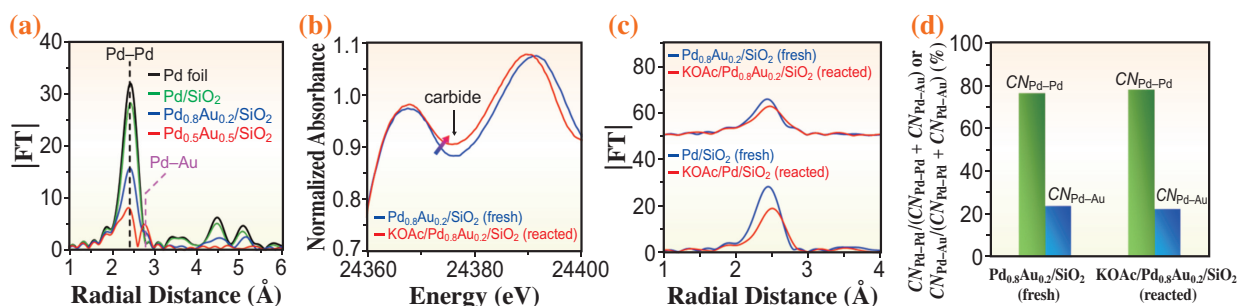 (a)
40
30
20
10
0
|FT|
Pd–Pd
Pd foil
Pd/SiO2
Pd0.8Au0.2/SiO2
Pd0.5Au0.5/SiO2
Pd–Au
1 2 3 4 5 6
Radial Distance (Å)
(b)
1.1
1.0
0.9
0.8
0.7
Normalized Absorbance
carbide
Pd0.8Au0.2/SiO2 (fresh)
KOAc/Pd0.8Au0.2/SiO2 (reacted)
24360 24380 24400
Energy (eV)
(c)
80
60
40
20
0
|FT|
Pd0.8Au0.2/SiO2 (fresh)
KOAc/Pd0.8Au0.2/SiO2 (reacted)
Pd/SiO2 (fresh)
KOAc/Pd/SiO2 (reacted)
1 2 3 4
Radial Distance (Å)
(d)
CNPd–Pd/(CNPd–Pd + CNPd–Au) or
CNPd–Au/(CNPd–Pd + CNPd–Au) (%)
100
80
60
40
20
0
CNPd–Pd
CNPd–Au
CNPd–Pd
CNPd–Au
Pd0.8Au0.2/SiO2
(fresh)
KOAc/Pd0.8Au0.2/SiO2
(reacted)